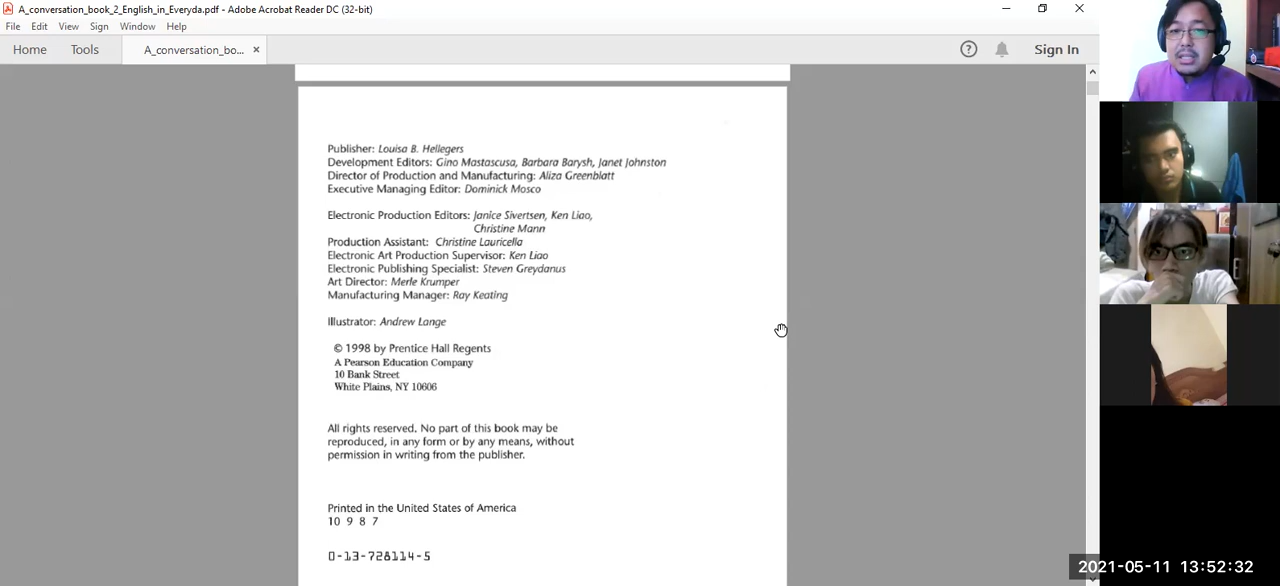 A_conversation_book_2_English_in_Everyda.pdf - Adobe Acrobat Reader DC (32-bit)
File Edit View Sign Window Help
Home Tools A_conversation_bo... × Sign In
Publisher: Louisa B. Hellegers
Development Editors: Gino Mastascusa, Barbara Barysh, Janet Johnston
Director of Production and Manufacturing: Aliza Greenblatt
Executive Managing Editor: Dominick Mosco
Electronic Production Editors: Janice Sivertsen, Ken Liao,
Christine Mann
Production Assistant: Christine Lauricella
Electronic Art Production Supervisor: Ken Liao
Electronic Publishing Specialist: Steven Greydanus
Art Director: Merle Krumper
Manufacturing Manager: Ray Keating
Illustrator: Andrew Lange
© 1998 by Prentice Hall Regents
A Pearson Education Company
10 Bank Street
White Plains, NY 10606
All rights reserved. No part of this book may be
reproduced, in any form or by any means, without
permission in writing from the publisher.
Printed in the United States of America
10 9 8 7
0-13-728114-5
2021-05-11 13:52:32